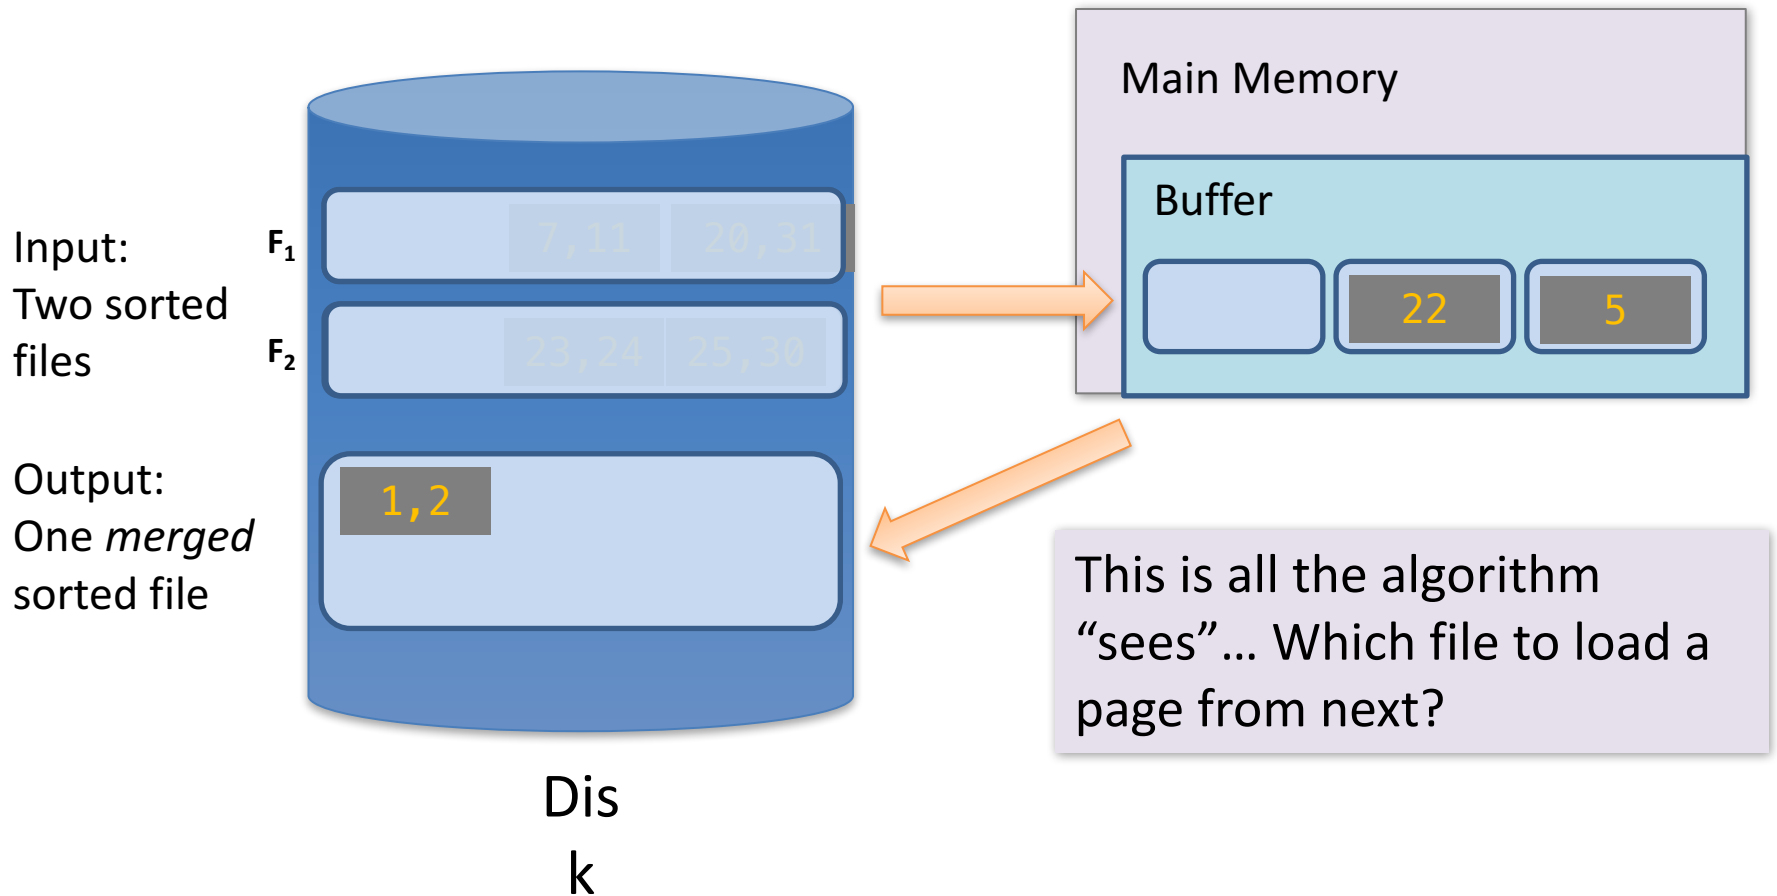 Main Memory
Buffer
22
5
Input:
Two sorted
files
F1
7,11
20,31
F2
23,24
25,30
Output:
One merged
sorted file
1,2
This is all the algorithm
“sees”... Which file to load a
page from next?
Dis
k